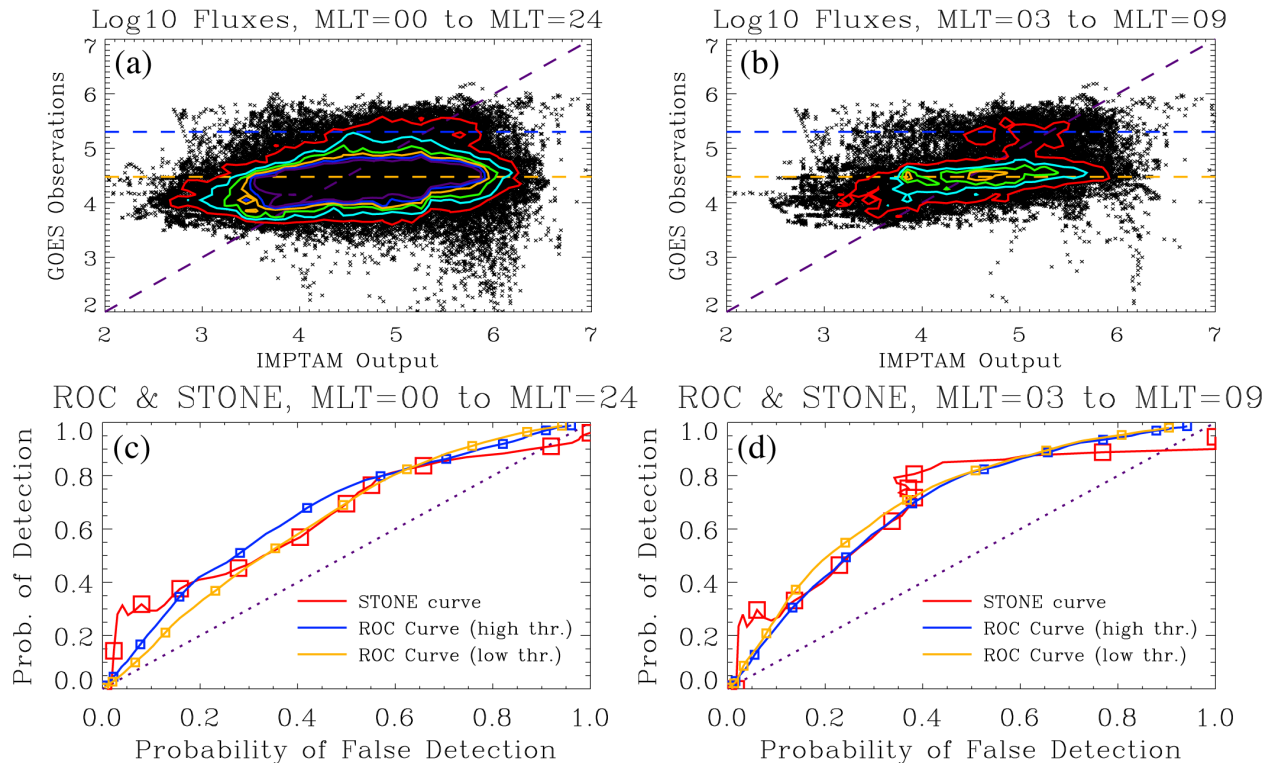 Log10 Fluxes, MLT=00 to MLT=24
Log10 Fluxes, MLT=03 to MLT=09
(a)
(b)
7
6
5
4
3
2
GOES Observations
2 3 4 5 6 7
IMPTAM Output
7
6
5
4
3
2
GOES Observations
2 3 4 5 6 7
IMPTAM Output
ROC & STONE, MLT=00 to MLT=24
ROC & STONE, MLT=03 to MLT=09
(c)
1.0
0.8
0.6
0.4
0.2
0.0
Prob. of Detection
STONE curve
ROC Curve (high thr.)
ROC Curve (low thr.)
0.0 0.2 0.4 0.6 0.8 1.0
Probability of False Detection
(d)
1.0
0.8
0.6
0.4
0.2
0.0
Prob. of Detection
STONE curve
ROC Curve (high thr.)
ROC Curve (low thr.)
0.0 0.2 0.4 0.6 0.8 1.0
Probability of False Detection